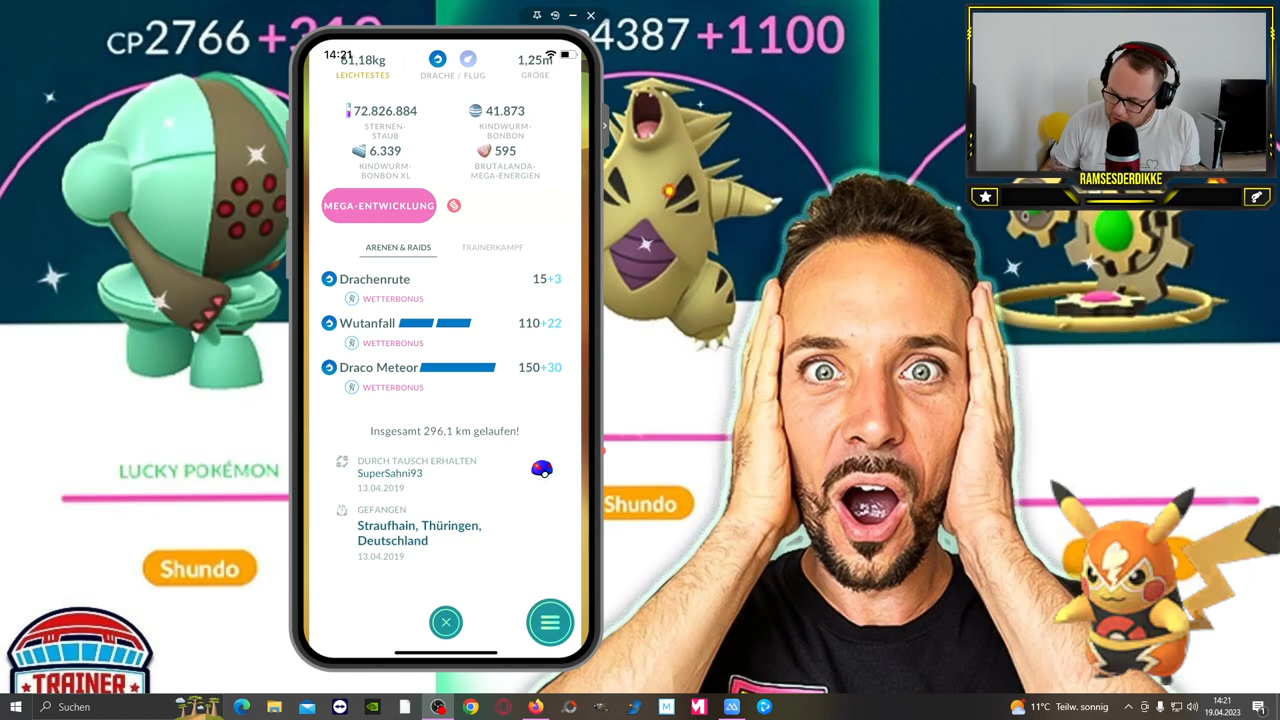 CP2766+310
4387+1100
14:21
61,18kg
LEICHTESTES
DRACHE / FLUG
1,25m
GRÖßE
72.826.884
STERNEN-
STAUB
41.873
KINDWURM-
BONBON
6.339
KINDWURM-
BONBON XL
595
BRUTALANDA-
MEGA-ENERGIEN
MEGA-ENTWICKLUNG
ARENEN & RAIDS
TRAINERKAMPF
Drachenrute 15+3
WETTERBONUS
Wutanfall 110+22
WETTERBONUS
Draco Meteor 150+30
WETTERBONUS
Insgesamt 296,1 km gelaufen!
DURCH TAUSCH ERHALTEN
SuperSahni93
13.04.2019
GEFANGEN
Straufhain, Thüringen,
Deutschland
13.04.2019
LUCKY POKÉMON
Shundo
Shundo
TRAINER
RAMSESDERDIKKE
Suchen
11°C Teilw. sonnig
14:21
19.04.2023